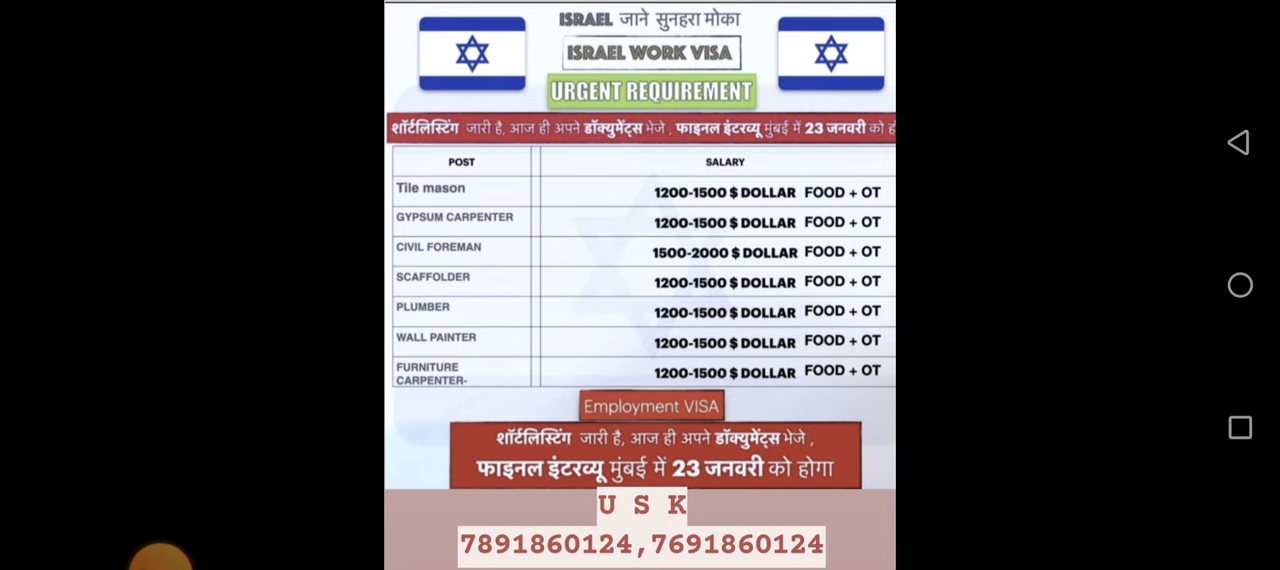 ISRAEL जाने सुनहरा मोका
ISRAEL WORK VISA
URGENT REQUIREMENT
शॉर्टलिस्टिंग जारी है, आज ही अपने डॉक्युमेंट्स भेजे , फाइनल इंटरव्यू मुंबई में 23 जनवरी को
POST SALARY
Tile mason 1200-1500 $ DOLLAR FOOD + OT
GYPSUM CARPENTER 1200-1500 $ DOLLAR FOOD + OT
CIVIL FOREMAN 1500-2000 $ DOLLAR FOOD + OT
SCAFFOLDER 1200-1500 $ DOLLAR FOOD + OT
PLUMBER 1200-1500 $ DOLLAR FOOD + OT
WALL PAINTER 1200-1500 $ DOLLAR FOOD + OT
FURNITURE
CARPENTER- 1200-1500 $ DOLLAR FOOD + OT
Employment VISA
शॉर्टलिस्टिंग जारी है, आज ही अपने डॉक्युमेंट्स भेजे ,
फाइनल इंटरव्यू मुंबई में 23 जनवरी को होगा
U S K
7891860124,7691860124